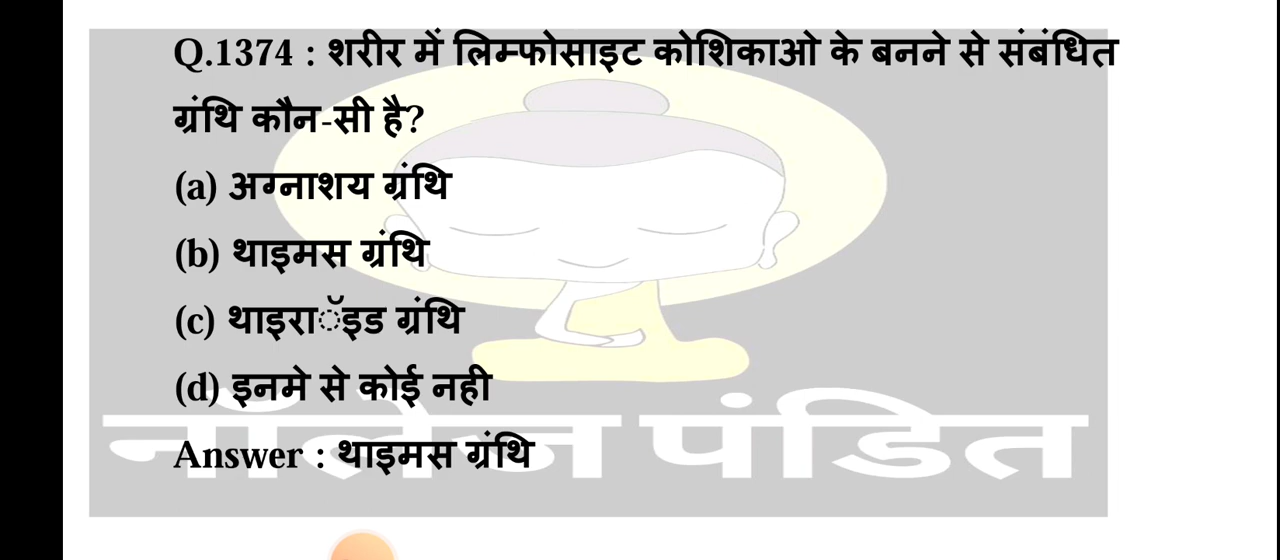 Q.1374 : शरीर में लिम्फोसाइट कोशिकाओ के बनने से संबंधित
ग्रंथि कौन-सी है?
(a) अग्नाशय ग्रंथि
(b) थाइमस ग्रंथि
(c) थाइराॅइड ग्रंथि
(d) इनमे से कोई नही
Answer : थाइमस ग्रंथि
नॉलेज पंडित